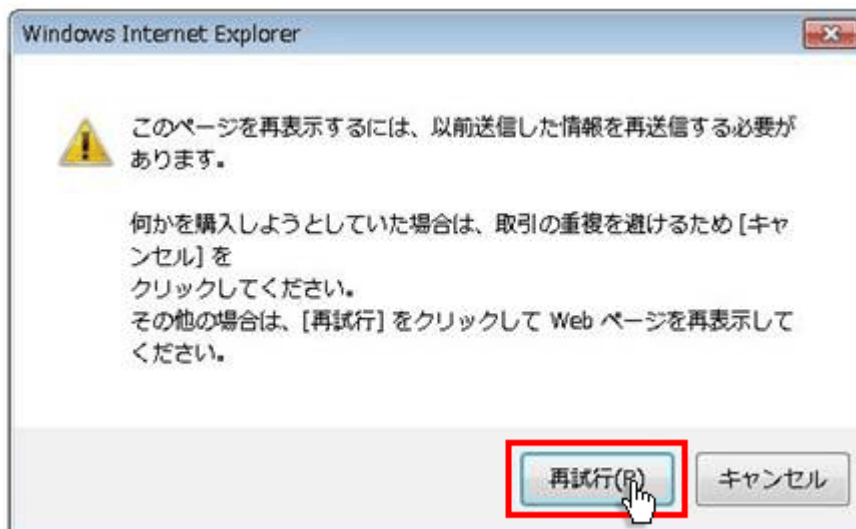 Windows Internet Explorer
このページを再表示するには、以前送信した情報を再送信する必要が
あります。
何かを購入しようとしていた場合は、取引の重複を避けるため [キャ
ンセル] を
クリックしてください。
その他の場合は、[再試行] をクリックして Web ページを再表示して
ください。
再試行(R)
キャンセル